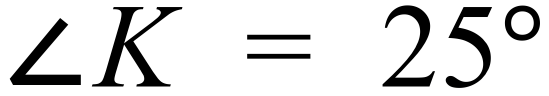 ∠K = 25°